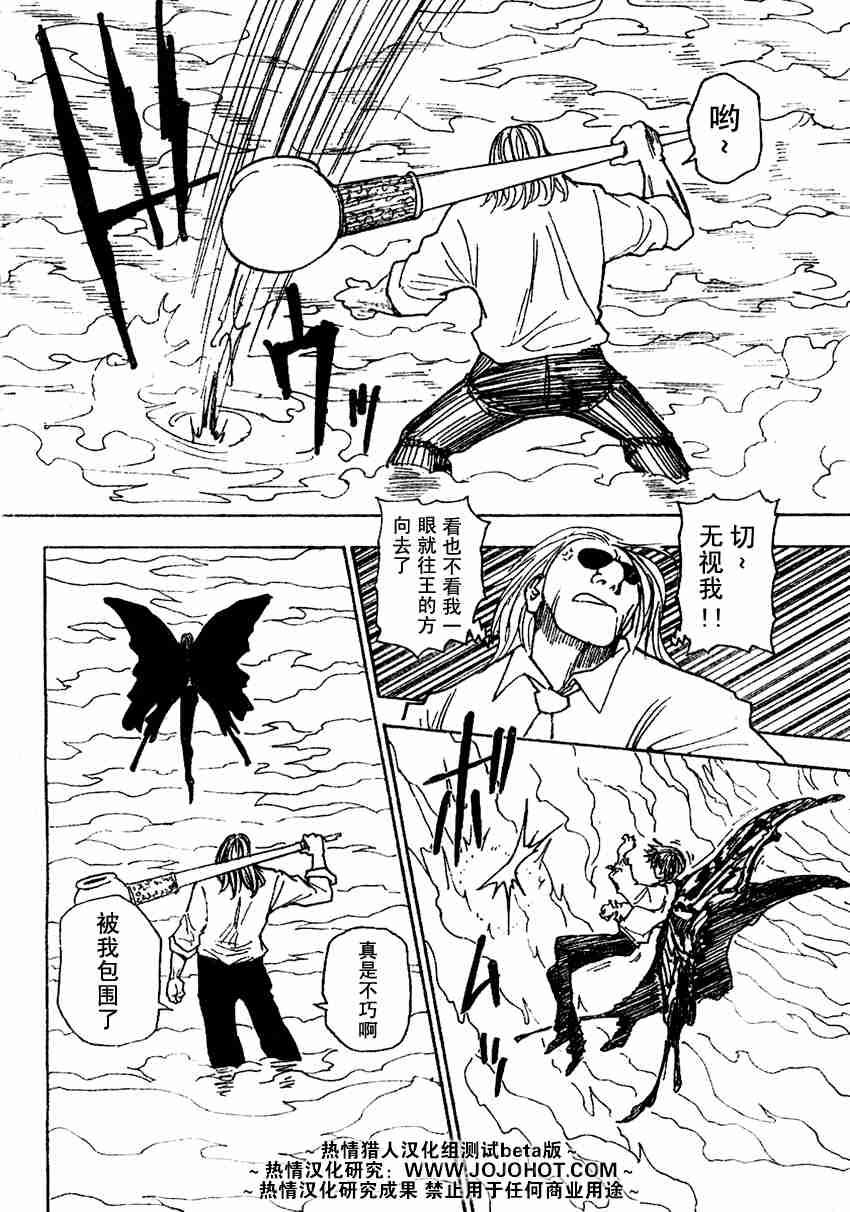 哟
~
切~
无视我!!
看也不看我一
眼就往王的方
向去了
真是不巧啊
被我包围了
~ 热情猎人汉化组测试beta版 ~
~ 热情汉化研究：WWW.JOJOHOT.COM ~
~ 热情汉化研究成果 禁止用于任何商业用途 ~